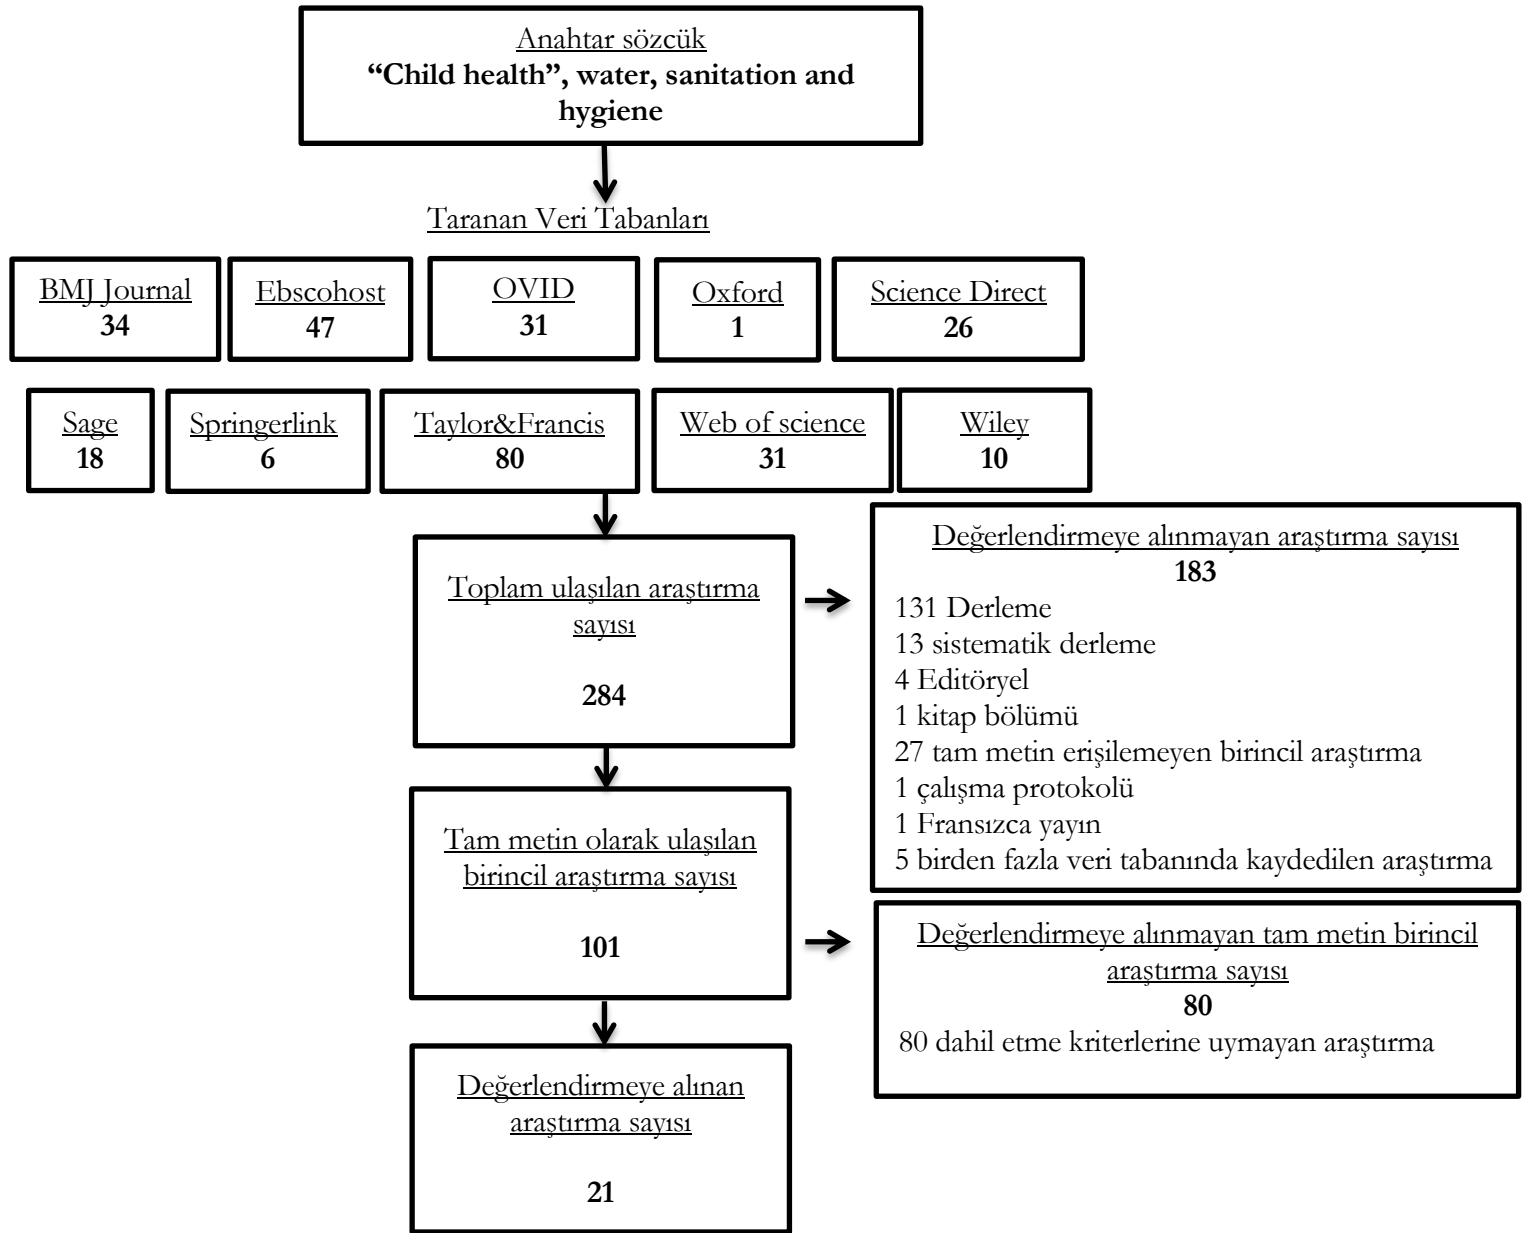 Anahtar sözcük
“Child health”, water, sanitation and
hygiene
Taranan Veri Tabanları
BMJ Journal
34
Ebscohost
47
OVID
31
Oxford
1
Science Direct
26
Sage
18
Springerlink
6
Taylor&Francis
80
Web of science
31
Wiley
10
Toplam ulaşılan araştırma
sayısı
284
Değerlendirmeye alınmayan araştırma sayısı
183
131 Derleme
13 sistematik derleme
4 Editöryel
1 kitap bölümü
27 tam metin erişilemeyen birincil araştırma
1 çalışma protokolü
1 Fransızca yayın
5 birden fazla veri tabanında kaydedilen araştırma
Tam metin olarak ulaşılan
birincil araştırma sayısı
101
Değerlendirmeye alınmayan tam metin birincil
araştırma sayısı
80
80 dahil etme kriterlerine uymayan araştırma
Değerlendirmeye alınan
araştırma sayısı
21